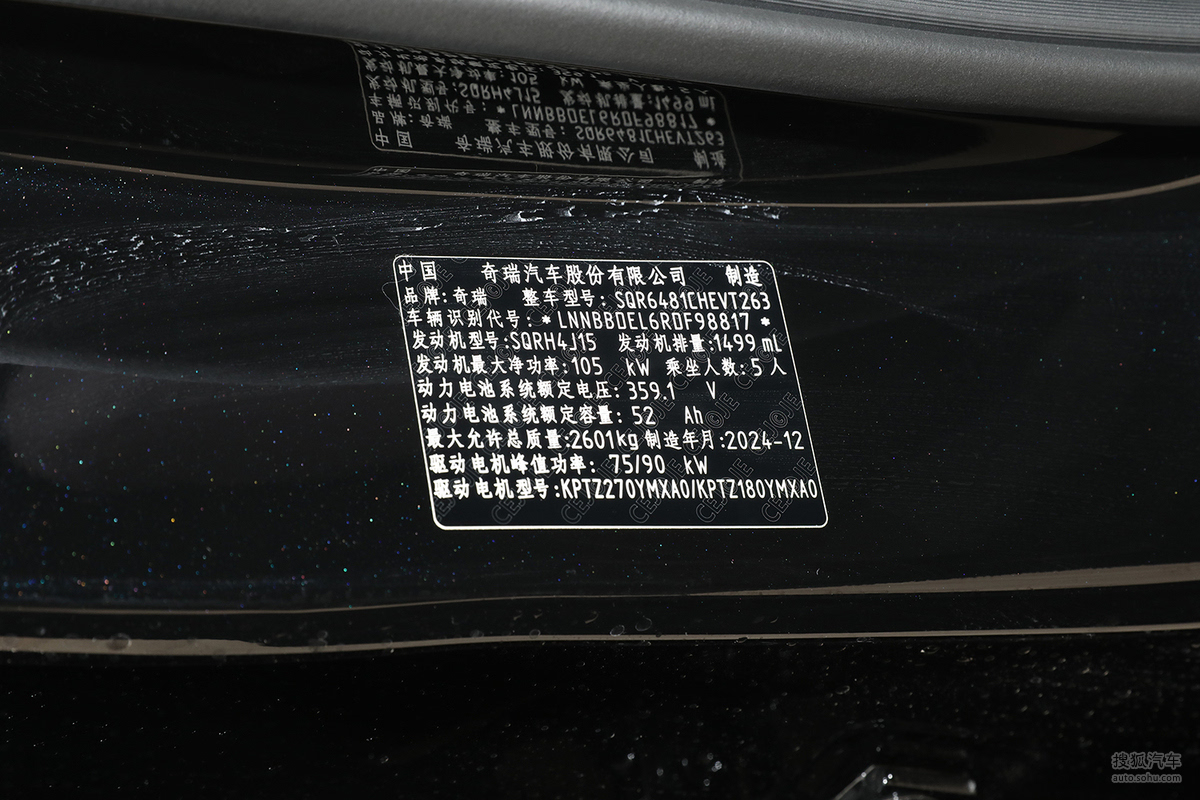 中国 奇瑞汽车股份有限公司 制造
品牌:奇瑞 整车型号: SQR6481CHEVT263
车辆识别代号: * LNNBBDEL6RDF98817 *
发动机型号:SQRH4J15 发动机排量:1499 mL
发动机最大净功率:105 kW 乘坐人数:5人
动力电池系统额定电压: 359.1 V
动力电池系统额定容量: 52 Ah
最大允许总质量:2601kg 制造年月:2024-12
驱动电机峰值功率: 75/90 kW
驱动电机型号:KPTZ270YMXA0/KPTZ180YMXA0
搜狐汽车
auto.sohu.com